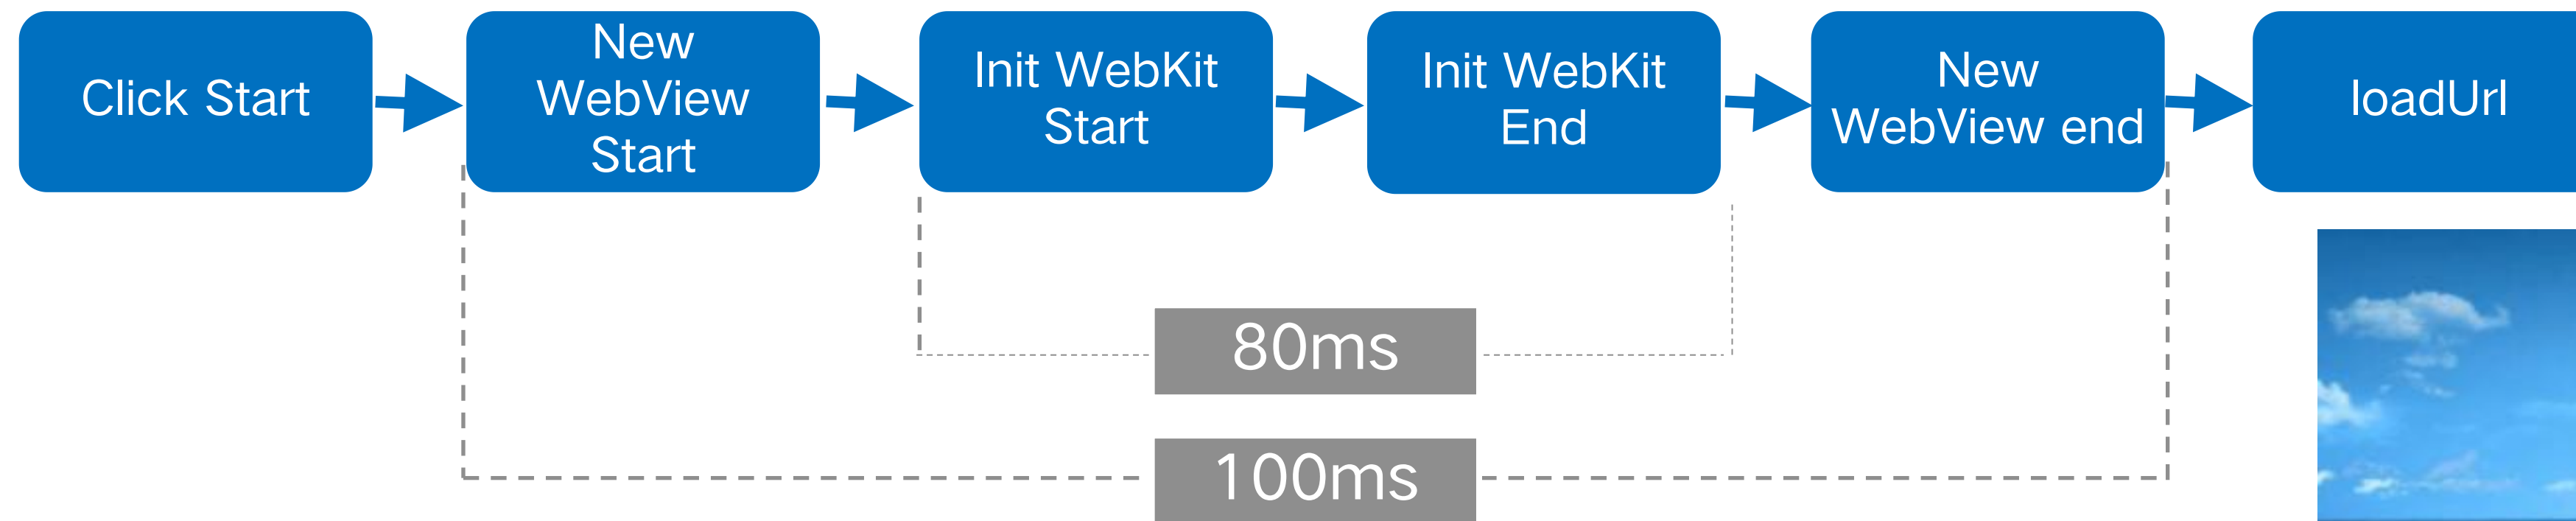 Click Start
New
WebView
Start
Init WebKit
Start
Init WebKit
End
New
WebView end
loadUrl
80ms
100ms